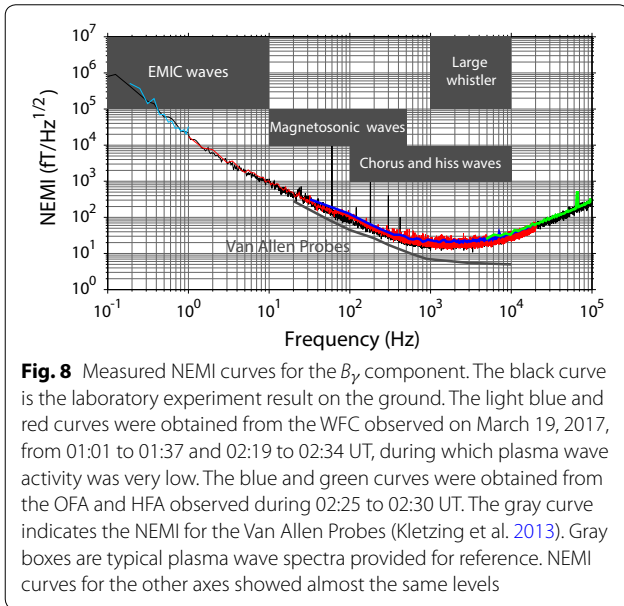 10^7
10^6
10^5
10^4
10^3
10^2
10^1
10^0
NEMI (fT/Hz^1/2)
EMIC waves
Large
whistler
Magnetosonic waves
Chorus and hiss waves
Van Allen Probes
10^-1 10^0 10^1 10^2 10^3 10^4 10^5
Frequency (Hz)
Fig. 8 Measured NEMI curves for the Bγ component. The black curve
is the laboratory experiment result on the ground. The light blue and
red curves were obtained from the WFC observed on March 19, 2017,
from 01:01 to 01:37 and 02:19 to 02:34 UT, during which plasma wave
activity was very low. The blue and green curves were obtained from
the OFA and HFA observed during 02:25 to 02:30 UT. The gray curve
indicates the NEMI for the Van Allen Probes (Kletzing et al. 2013). Gray
boxes are typical plasma wave spectra provided for reference. NEMI
curves for the other axes showed almost the same levels